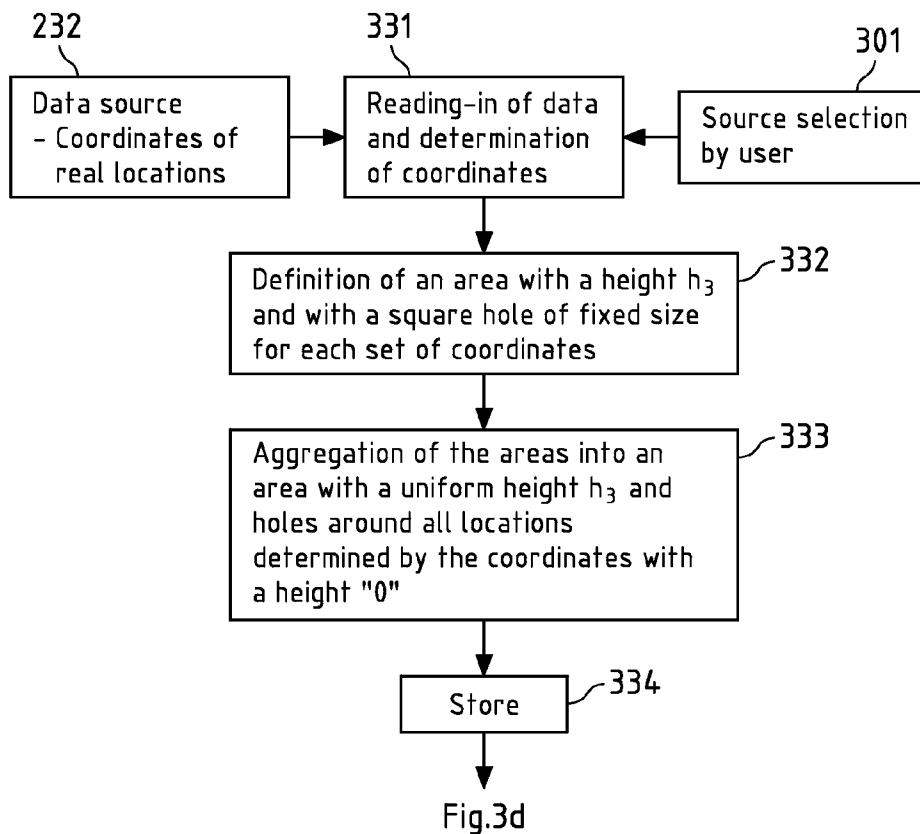 232
331
301
Data source
- Coordinates of
real locations
Reading-in of data
and determination
of coordinates
Source selection
by user
332
Definition of an area with a height h₃
and with a square hole of fixed size
for each set of coordinates
333
Aggregation of the areas into an
area with a uniform height h₃ and
holes around all locations
determined by the coordinates with
a height "0"
334
Store
Fig.3d